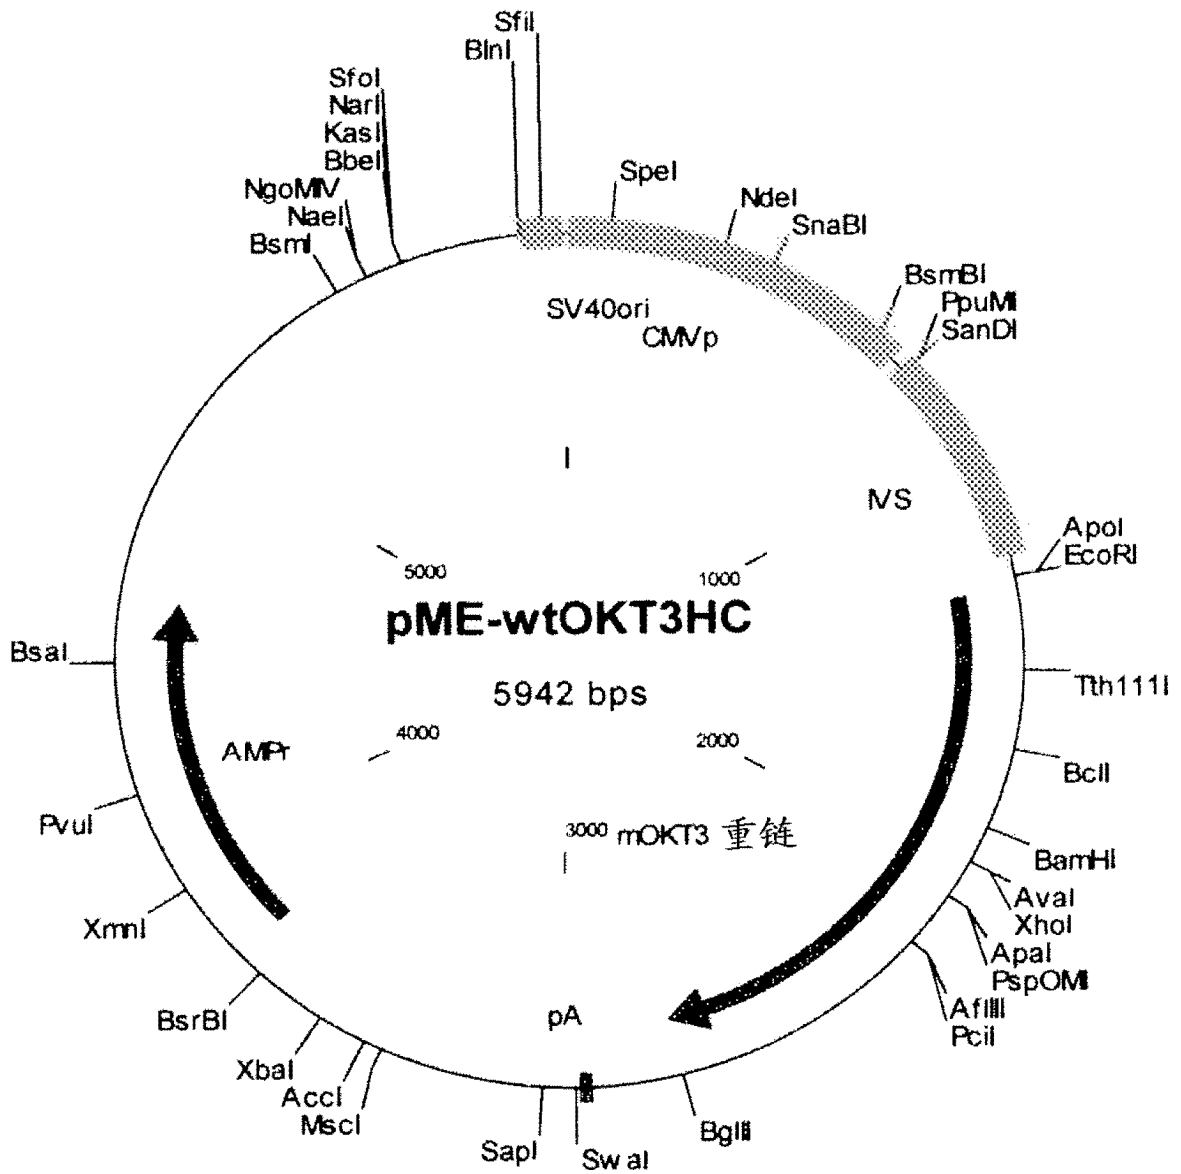 SfiI
BlnI
SfoI
NarI
KasI
BbeI
NgoMIV
NaeI
BsmI
SpeI
NdeI
SnaBI
BsmBI
PpuMI
SanDI
SV40ori
CMVp
I
IVS
ApoI
EcoRI
5000
1000
pME-wtOKT3HC
5942 bps
BsaI
Tth111I
4000
2000
AMPr
BclI
PvuI
3000
mOKT3 重链
BamHI
AvaI
XhoI
XmnI
ApaI
PspOMI
AflIII
PciI
pA
BsrBI
XbaI
AccI
MscI
BglII
SapI
SwaI